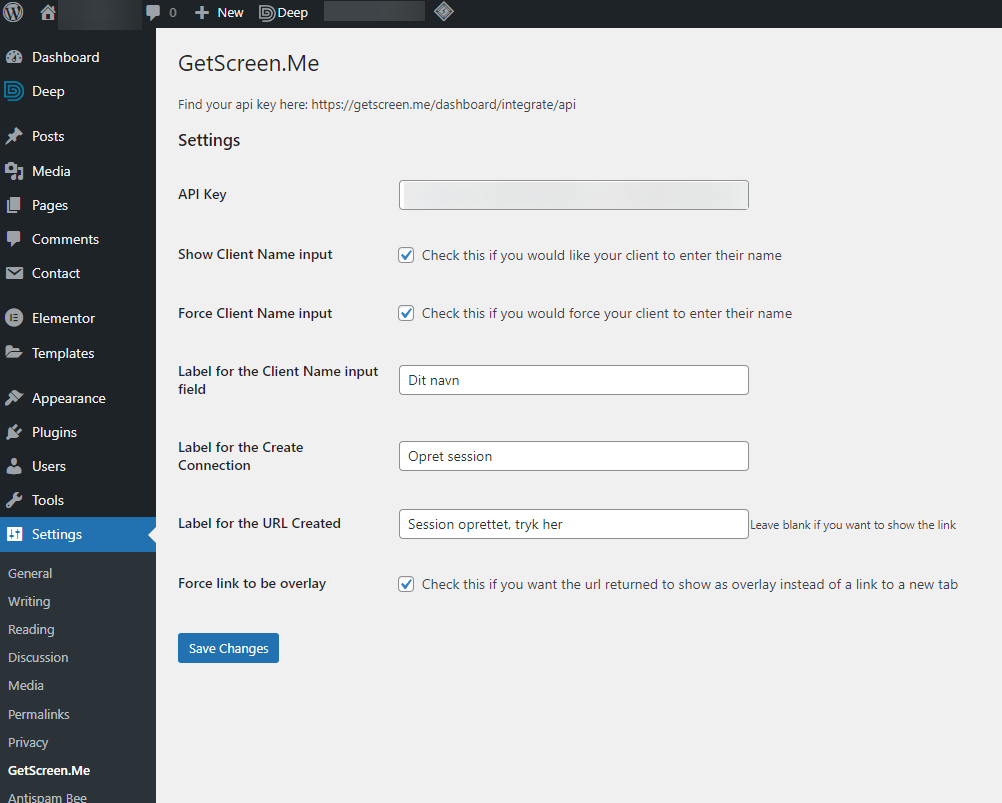 0 New Deep
Dashboard
Deep
Posts
Media
Pages
Comments
Contact
Elementor
Templates
Appearance
Plugins
Users
Tools
Settings
General
Writing
Reading
Discussion
Media
Permalinks
Privacy
GetScreen.Me
Antispam Bee
GetScreen.Me
Find your api key here: https://getscreen.me/dashboard/integrate/api
Settings
API Key
Show Client Name input
Check this if you would like your client to enter their name
Force Client Name input
Check this if you would force your client to enter their name
Label for the Client Name input
field
Dit navn
Label for the Create
Connection
Opret session
Label for the URL Created
Session oprettet, tryk her
Leave blank if you want to show the link
Force link to be overlay
Check this if you want the url returned to show as overlay instead of a link to a new tab
Save Changes